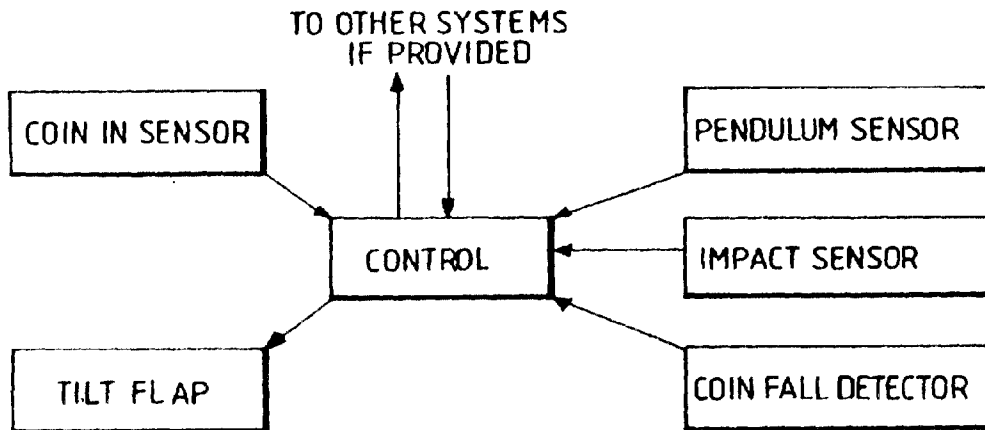 TO OTHER SYSTEMS
IF PROVIDED
COIN IN SENSOR
PENDULUM SENSOR
CONTROL
IMPACT SENSOR
TILT FLAP
COIN FALL DETECTOR